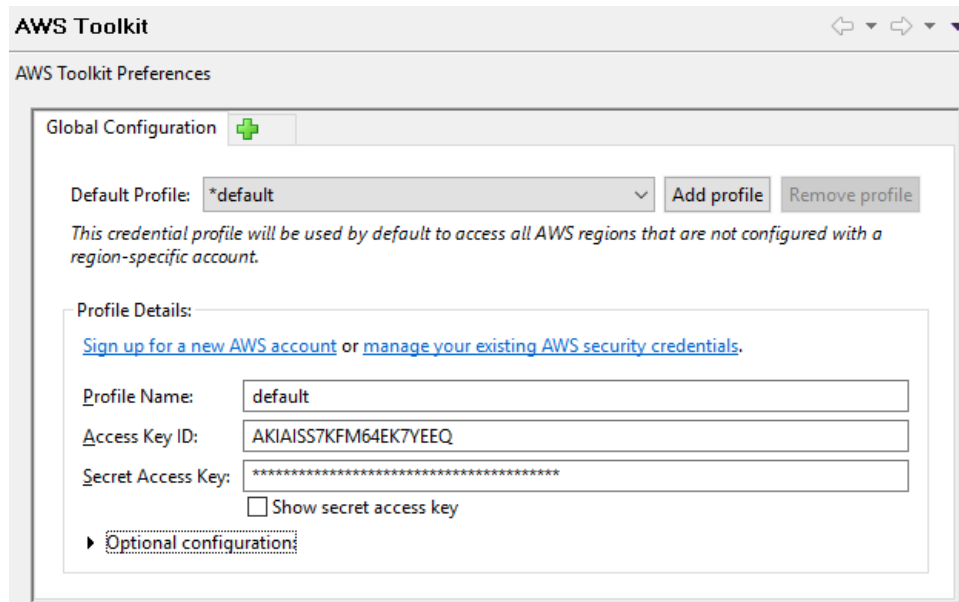 AWS Toolkit
AWS Toolkit Preferences
Global Configuration
Default Profile: *default Add profile Remove profile
This credential profile will be used by default to access all AWS regions that are not configured with a
region-specific account.
Profile Details:
Sign up for a new AWS account or manage your existing AWS security credentials.
Profile Name: default
Access Key ID: AKIAISS7KFM64EK7YEEQ
Secret Access Key: ****************************************
Show secret access key
Optional configuration: